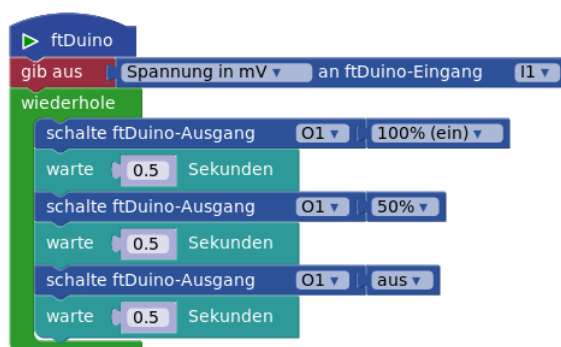 ftDuino
gib aus Spannung in mV an ftDuino-Eingang I1
wiederhole
schalte ftDuino-Ausgang O1 100% (ein)
warte 0.5 Sekunden
schalte ftDuino-Ausgang O1 50%
warte 0.5 Sekunden
schalte ftDuino-Ausgang O1 aus
warte 0.5 Sekunden